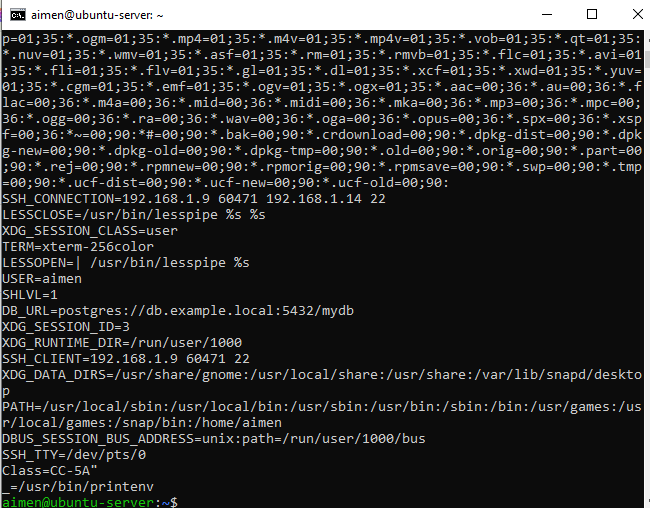 aimen@ubuntu-server: ~
p=01;35:*.ogm=01;35:*.mp4=01;35:*.m4v=01;35:*.mp4v=01;35:*.vob=01;35:*.qt=01;35:
*.nuv=01;35:*.wmv=01;35:*.asf=01;35:*.rm=01;35:*.rmvb=01;35:*.flc=01;35:*.avi=01
;35:*.fli=01;35:*.flv=01;35:*.gl=01;35:*.dl=01;35:*.xcf=01;35:*.xwd=01;35:*.yuv=
01;35:*.cgm=01;35:*.emf=01;35:*.ogv=01;35:*.ogx=01;35:*.aac=00;36:*.au=00;36:*.f
lac=00;36:*.m4a=00;36:*.mid=00;36:*.midi=00;36:*.mka=00;36:*.mp3=00;36:*.mpc=00;
36:*.ogg=00;36:*.ra=00;36:*.wav=00;36:*.oga=00;36:*.opus=00;36:*.spx=00;36:*.xsp
f=00;36:*~=00;90:*#=00;90:*.bak=00;90:*.crdownload=00;90:*.dpkg-dist=00;90:*.dpk
g-new=00;90:*.dpkg-old=00;90:*.dpkg-tmp=00;90:*.old=00;90:*.orig=00;90:*.part=00
;90:*.rej=00;90:*.rpmnew=00;90:*.rpmorig=00;90:*.rpmsave=00;90:*.swp=00;90:*.tmp
=00;90:*.ucf-dist=00;90:*.ucf-new=00;90:*.ucf-old=00;90:
SSH_CONNECTION=192.168.1.9 60471 192.168.1.14 22
LESSCLOSE=/usr/bin/lesspipe %s %s
XDG_SESSION_CLASS=user
TERM=xterm-256color
LESSOPEN=| /usr/bin/lesspipe %s
USER=aimen
SHLVL=1
DB_URL=postgres://db.example.local:5432/mydb
XDG_SESSION_ID=3
XDG_RUNTIME_DIR=/run/user/1000
SSH_CLIENT=192.168.1.9 60471 22
XDG_DATA_DIRS=/usr/share/gnome:/usr/local/share:/usr/share:/var/lib/snapd/deskto
p
PATH=/usr/local/sbin:/usr/local/bin:/usr/sbin:/usr/bin:/sbin:/bin:/usr/games:/us
r/local/games:/snap/bin:/home/aimen
DBUS_SESSION_BUS_ADDRESS=unix:path=/run/user/1000/bus
SSH_TTY=/dev/pts/0
Class=CC-5A"
_=/usr/bin/printenv
aimen@ubuntu-server:~$